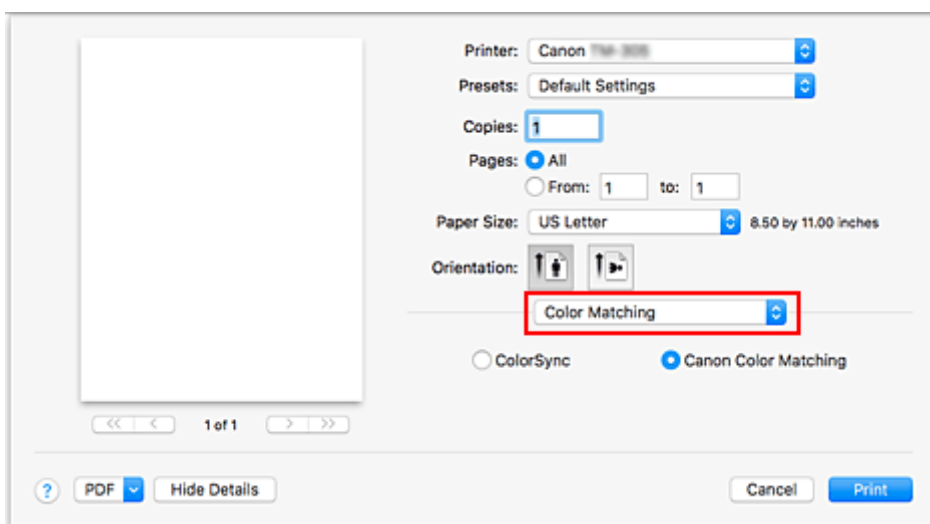 Printer: Canon
Presets: Default Settings
Copies: 1
Pages: All
From: 1 to: 1
Paper Size: US Letter 8.50 by 11.00 inches
Orientation:
Color Matching
ColorSync Canon Color Matching
<< < 1 of 1 > >>
? PDF Hide Details Cancel Print